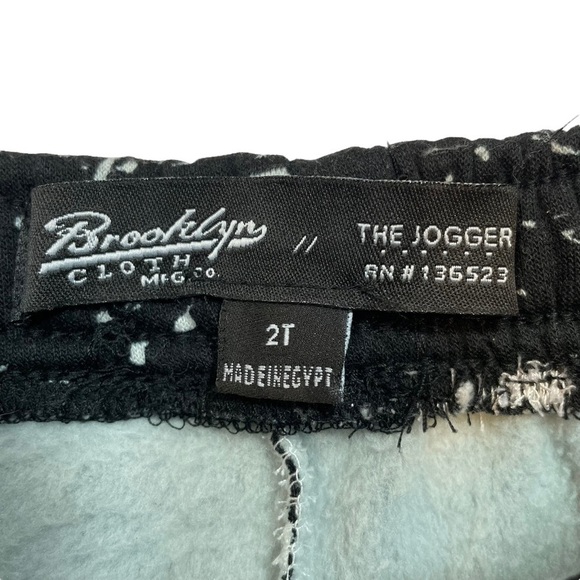 Brooklyn // THE JOGGER
CLOTH
MFG. CO. RN # 136523
2T
MADEINEGYPT